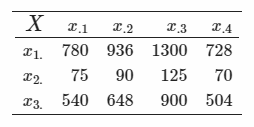 X x.1 x.2 x.3 x.4
x1. 780 936 1300 728
x2. 75 90 125 70
x3. 540 648 900 504